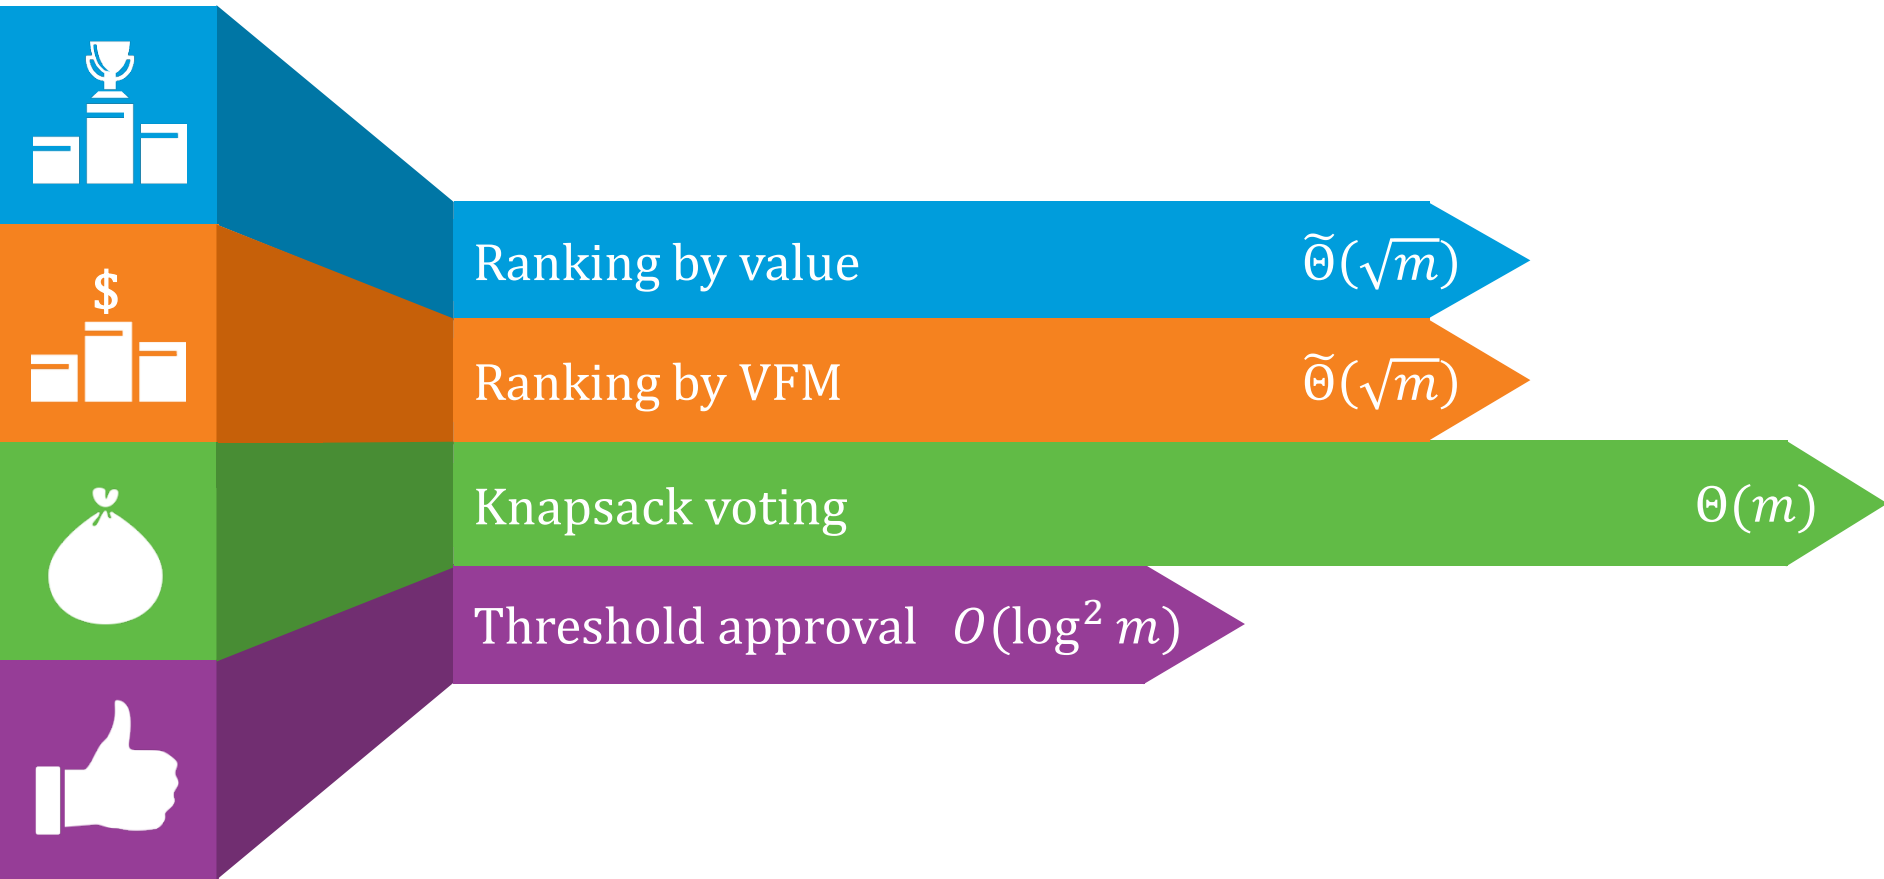 Ranking by value Θ̃(√m)
$
Ranking by VFM Θ̃(√m)
Knapsack voting Θ(m)
Threshold approval O(log² m)